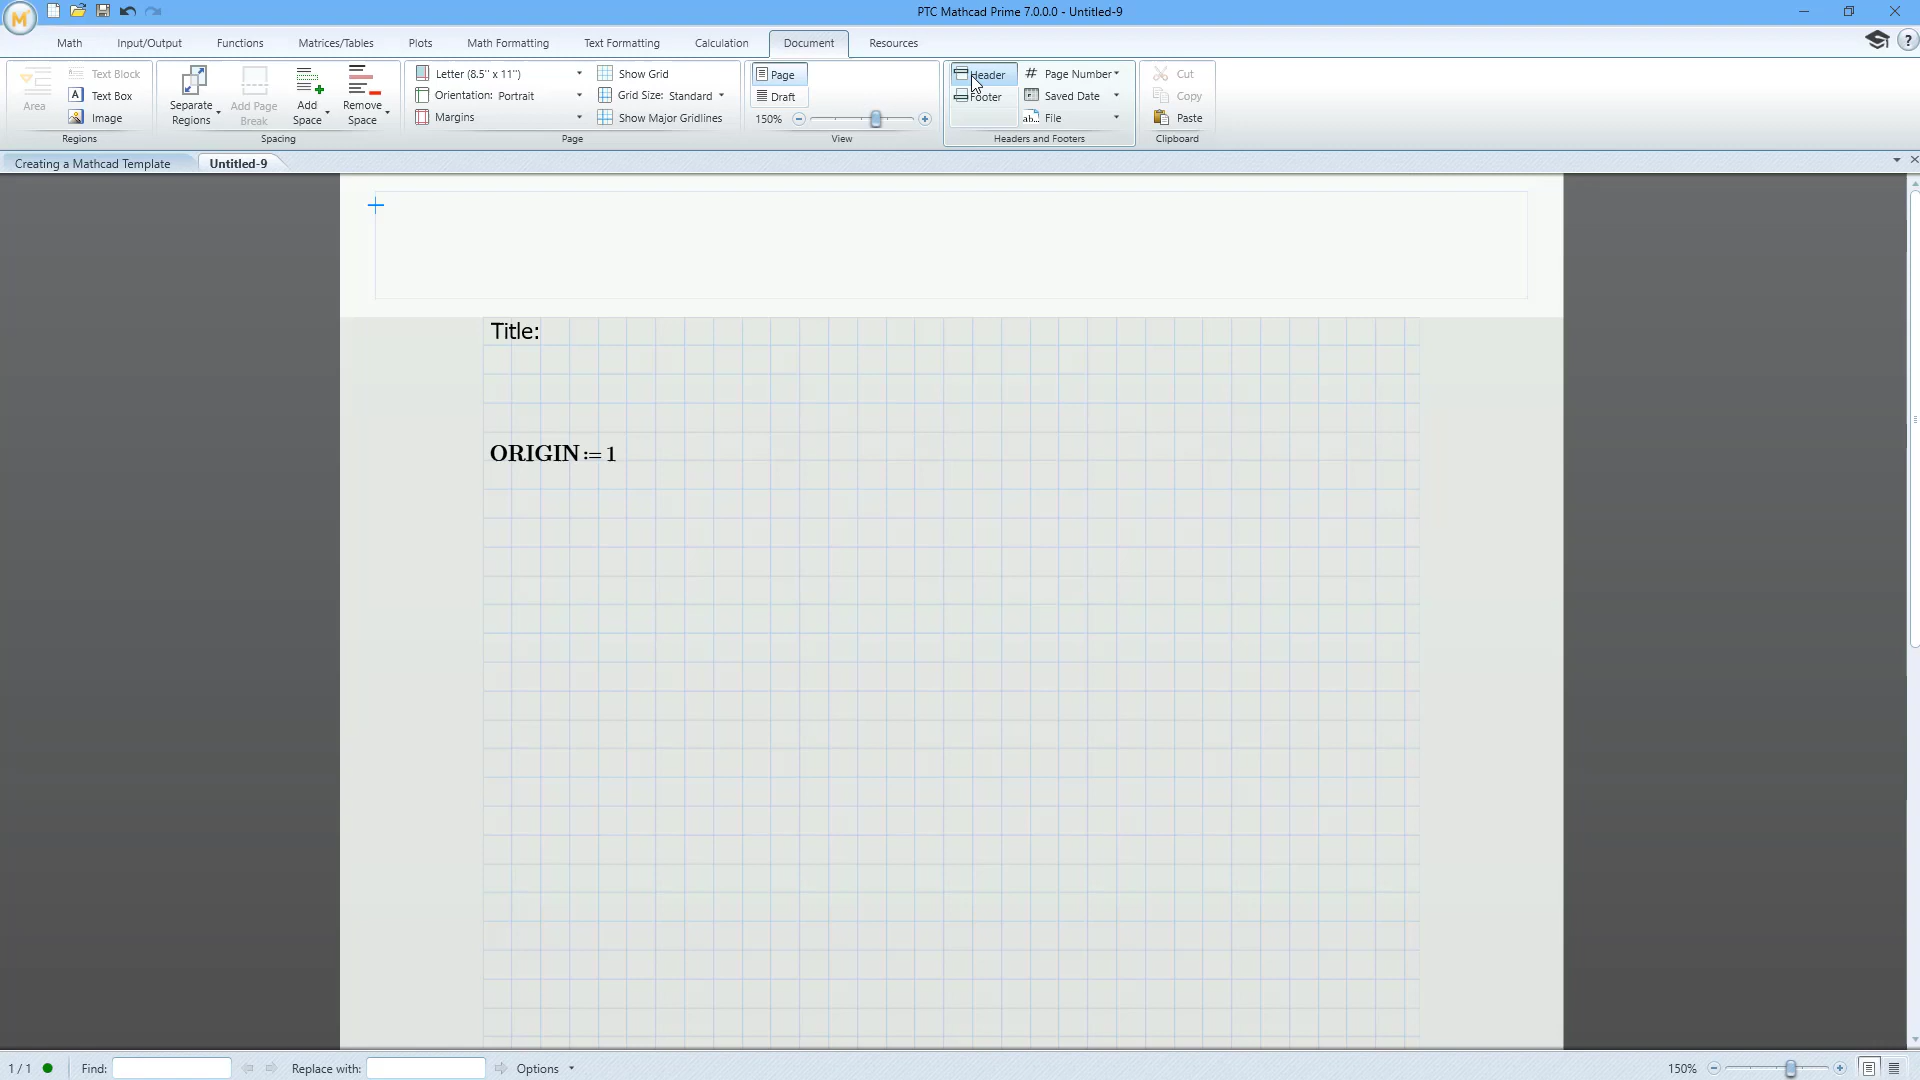 PTC Mathcad Prime 7.0.0.0 - Untitled-9
Math Input/Output Functions Matrices/Tables Plots Math Formatting Text Formatting Calculation Document Resources
Area Text Block Text Box Image Regions
Separate Regions Add Page Break Add Space Remove Space Spacing
Letter (8.5" x 11") Orientation: Portrait Margins Show Grid Grid Size: Standard Show Major Gridlines Page
Page Draft 150% View
Header Footer # Page Number Saved Date File Headers and Footers
Cut Copy Paste Clipboard
Creating a Mathcad Template Untitled-9
Title:
ORIGIN := 1
1 / 1 Find: Replace with: Options 150%